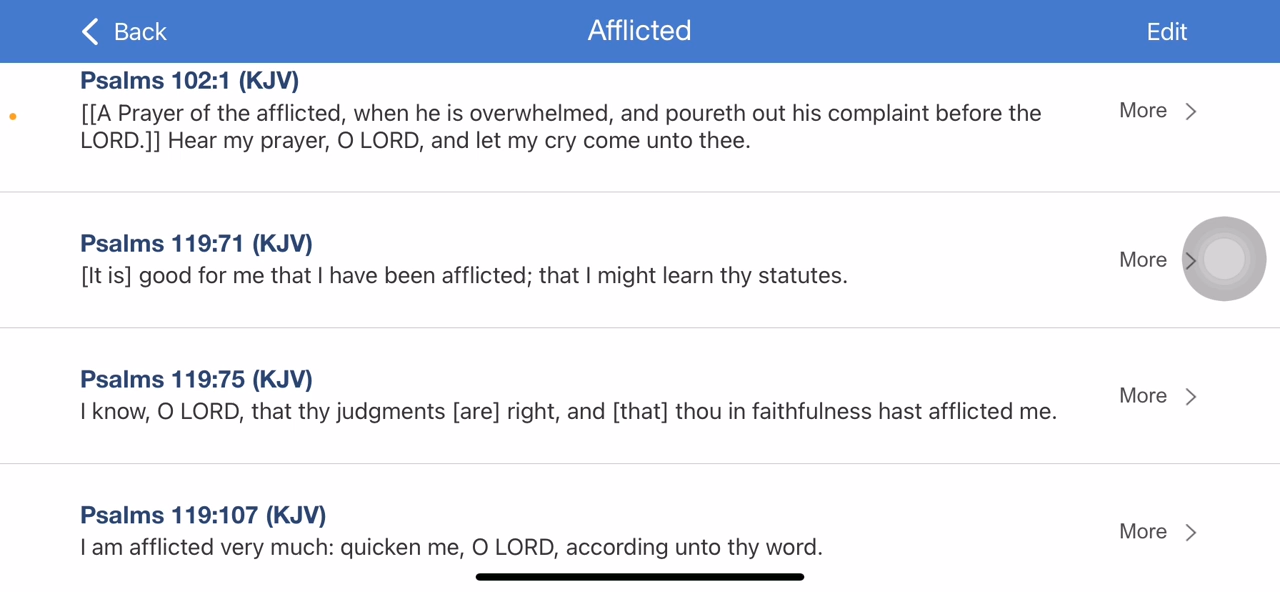 Back
Afflicted
Edit
Psalms 102:1 (KJV)
[[A Prayer of the afflicted, when he is overwhelmed, and poureth out his complaint before the
LORD.]] Hear my prayer, O LORD, and let my cry come unto thee.
More
Psalms 119:71 (KJV)
[It is] good for me that I have been afflicted; that I might learn thy statutes.
More
Psalms 119:75 (KJV)
I know, O LORD, that thy judgments [are] right, and [that] thou in faithfulness hast afflicted me.
More
Psalms 119:107 (KJV)
I am afflicted very much: quicken me, O LORD, according unto thy word.
More